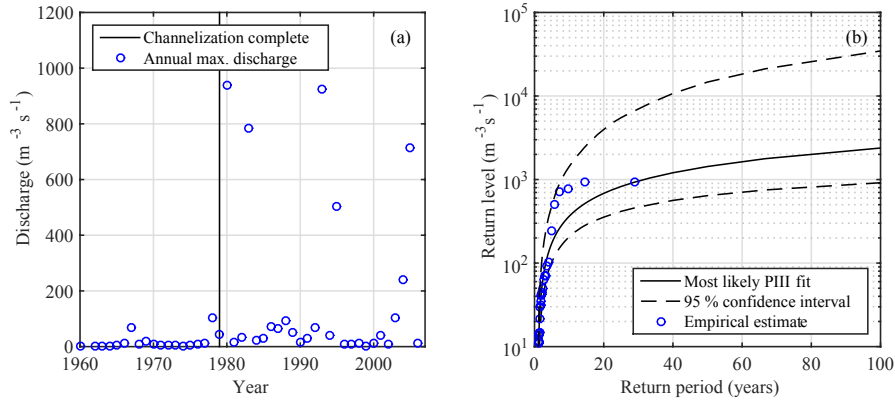 1200
1000
800
600
400
200
0
1960
1970
1980
1990
2000
Year
Discharge (m -3 s -1)
Channelization complete
Annual max. discharge
(a)
10^5
10^4
10^3
10^2
10^1
0
20
40
60
80
100
Return period (years)
Return level (m -3 s -1)
(b)
Most likely PIII fit
95 % confidence interval
Empirical estimate